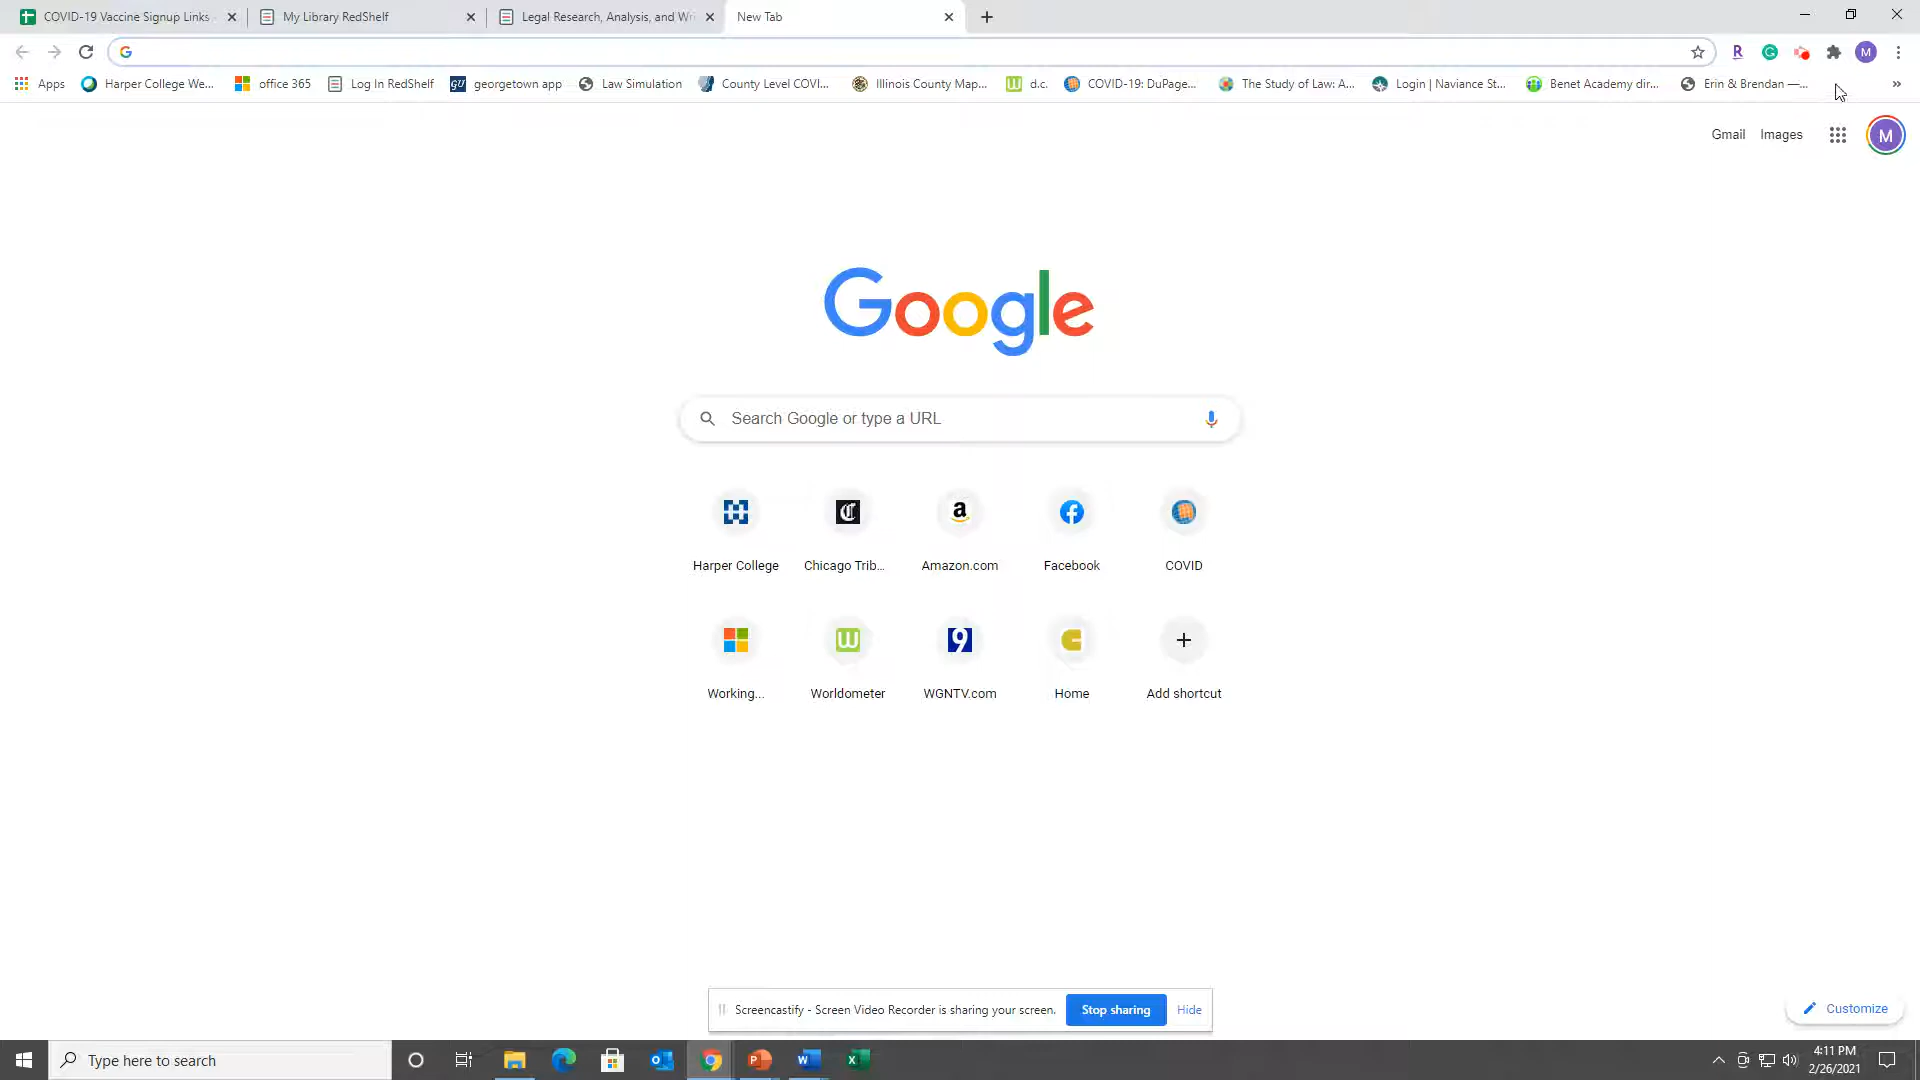 COVID-19 Vaccine Signup Links
My Library RedShelf
Legal Research, Analysis, and Wri
New Tab
Apps
Harper College We...
office 365
Log In RedShelf
georgetown app
Law Simulation
County Level COVI...
Illinois County Map...
d.c.
COVID-19: DuPage...
The Study of Law: A...
Login | Naviance St...
Benet Academy dir...
Erin & Brendan —...
Gmail
Images
M
Google
Search Google or type a URL
Harper College
Chicago Trib...
Amazon.com
Facebook
COVID
Working...
Worldometer
WGNTV.com
Home
Add shortcut
Screencastify - Screen Video Recorder is sharing your screen.
Stop sharing
Hide
Customize
Type here to search
4:11 PM
2/26/2021